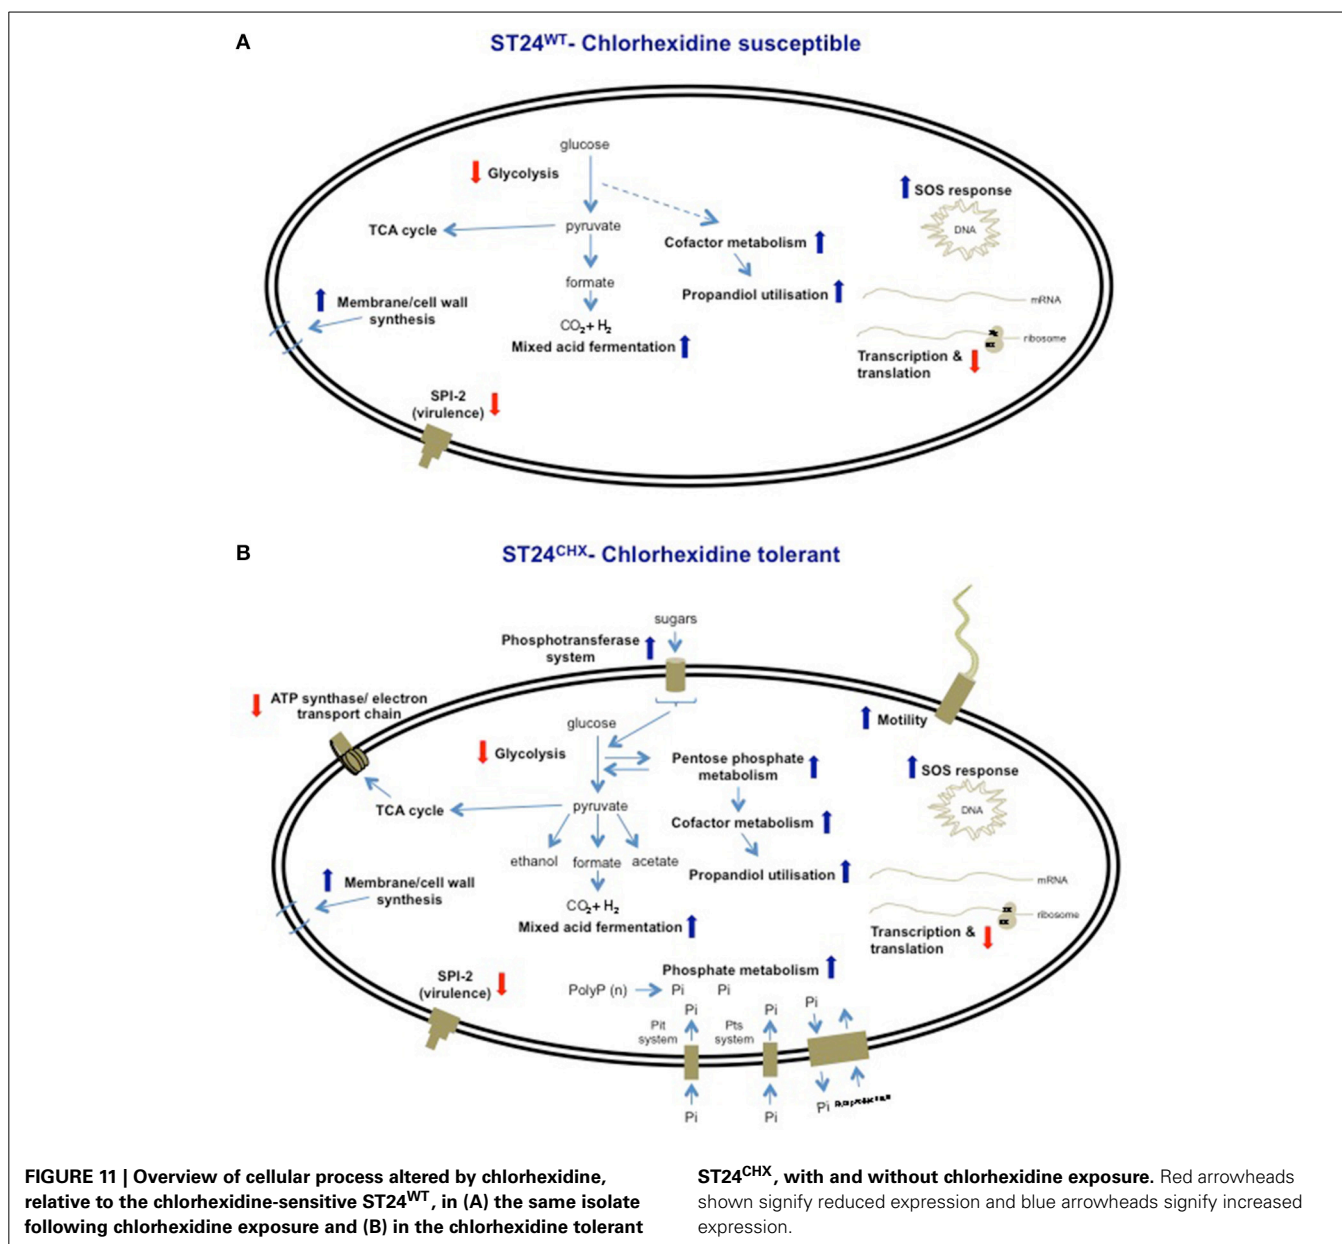 A
ST24WT- Chlorhexidine susceptible
glucose
Glycolysis
SOS response
DNA
TCA cycle
pyruvate
Cofactor metabolism
formate
Propandiol utilisation
Membrane/cell wall
synthesis
mRNA
CO2 + H2
Mixed acid fermentation
ribosome
Transcription &
translation
SPI-2
(virulence)
B
ST24CHX- Chlorhexidine tolerant
sugars
Phosphotransferase
system
ATP synthase/ electron
transport chain
Motility
glucose
Glycolysis
Pentose phosphate
metabolism
SOS response
DNA
TCA cycle
pyruvate
Cofactor metabolism
ethanol
formate
acetate
Propandiol utilisation
Membrane/cell wall
synthesis
mRNA
CO2 + H2
Mixed acid fermentation
ribosome
Transcription &
translation
SPI-2
(virulence)
Phosphate metabolism
PolyP (n)
Pi
Pi
Pi
Pi
Pi
Pit
system
Pts
system
Pi
Pi
Pi
FIGURE 11 | Overview of cellular process altered by chlorhexidine,
relative to the chlorhexidine-sensitive ST24WT, in (A) the same isolate
following chlorhexidine exposure and (B) in the chlorhexidine tolerant
ST24CHX, with and without chlorhexidine exposure. Red arrowheads
shown signify reduced expression and blue arrowheads signify increased
expression.